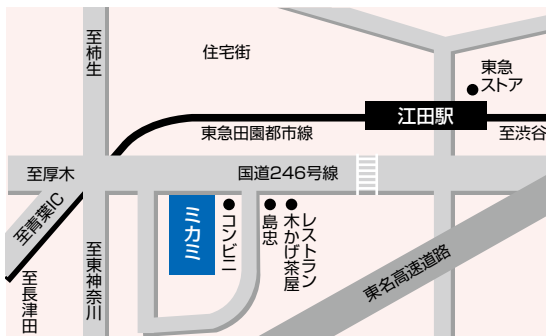 至柿生
住宅街
東急
ストア
江田駅
東急田園都市線
至渋谷
至厚木
国道246号線
至青葉IC
ミカミ
コンビニ
島忠
レストラン
木かげ茶屋
至東神奈川
至長津田
東名高速道路